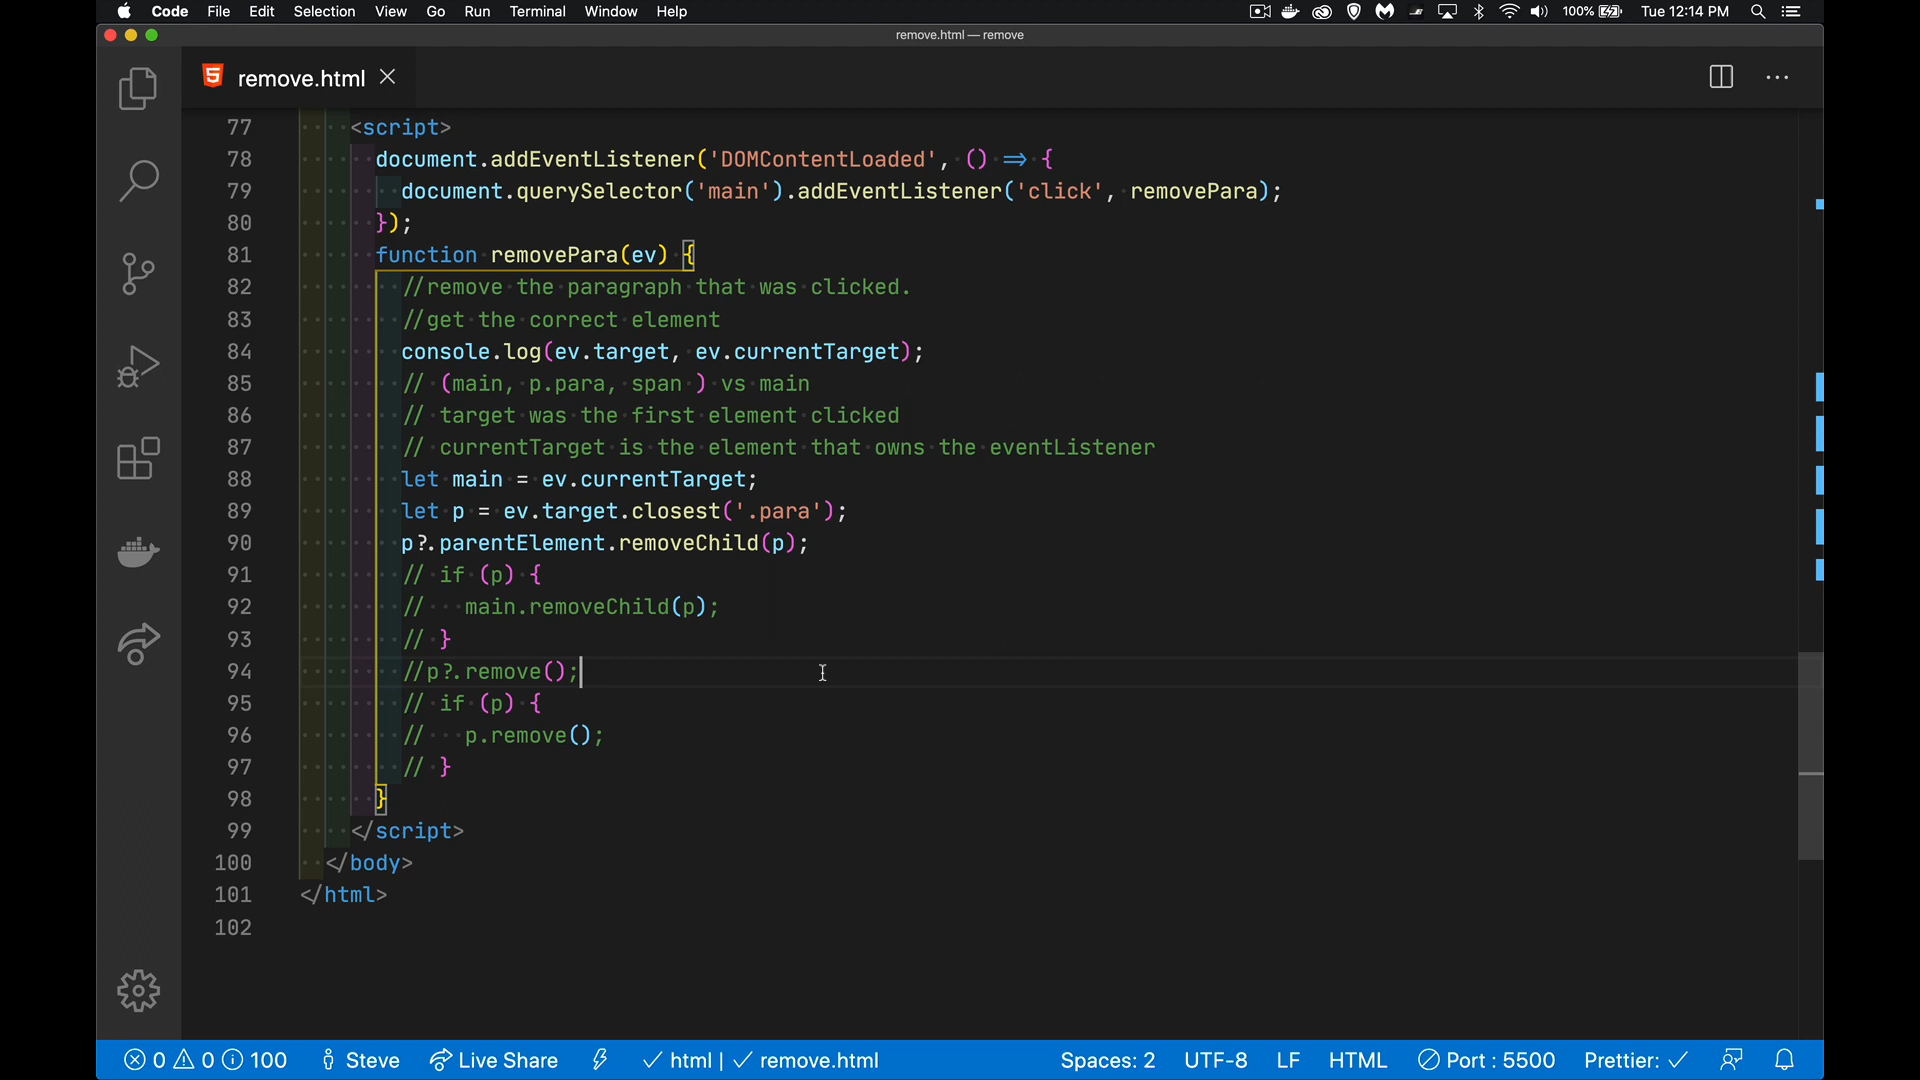 Code File Edit Selection View Go Run Terminal Window Help 100% Tue 12:14 PM
remove.html — remove
remove.html
77 <script>
78 document.addEventListener('DOMContentLoaded', () => {
79 document.querySelector('main').addEventListener('click', removePara);
80 });
81 function removePara(ev) {
82 //remove the paragraph that was clicked.
83 //get the correct element
84 console.log(ev.target, ev.currentTarget);
85 // (main, p.para, span ) vs main
86 // target was the first element clicked
87 // currentTarget is the element that owns the eventListener
88 let main = ev.currentTarget;
89 let p = ev.target.closest('.para');
90 p?.parentElement.removeChild(p);
91 // if (p) {
92 // main.removeChild(p);
93 // }
94 //p?.remove();
95 // if (p) {
96 // p.remove();
97 // }
98 }
99 </script>
100 </body>
101 </html>
102
0 0 100 Steve Live Share html | remove.html Spaces: 2 UTF-8 LF HTML Port : 5500 Prettier: